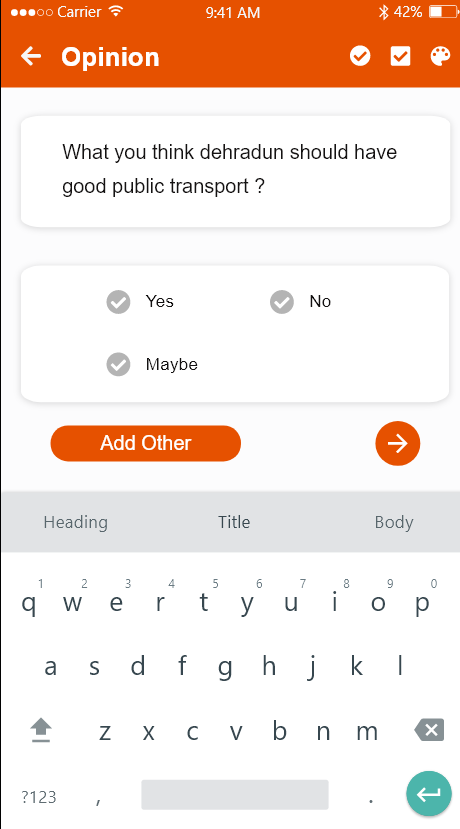 Carrier 9:41 AM 42%
Opinion
What you think dehradun should have
good public transport ?
Yes No
Maybe
Add Other
Heading Title Body
1 2 3 4 5 6 7 8 9 0
q w e r t y u i o p
a s d f g h j k l
z x c v b n m
?123 , .